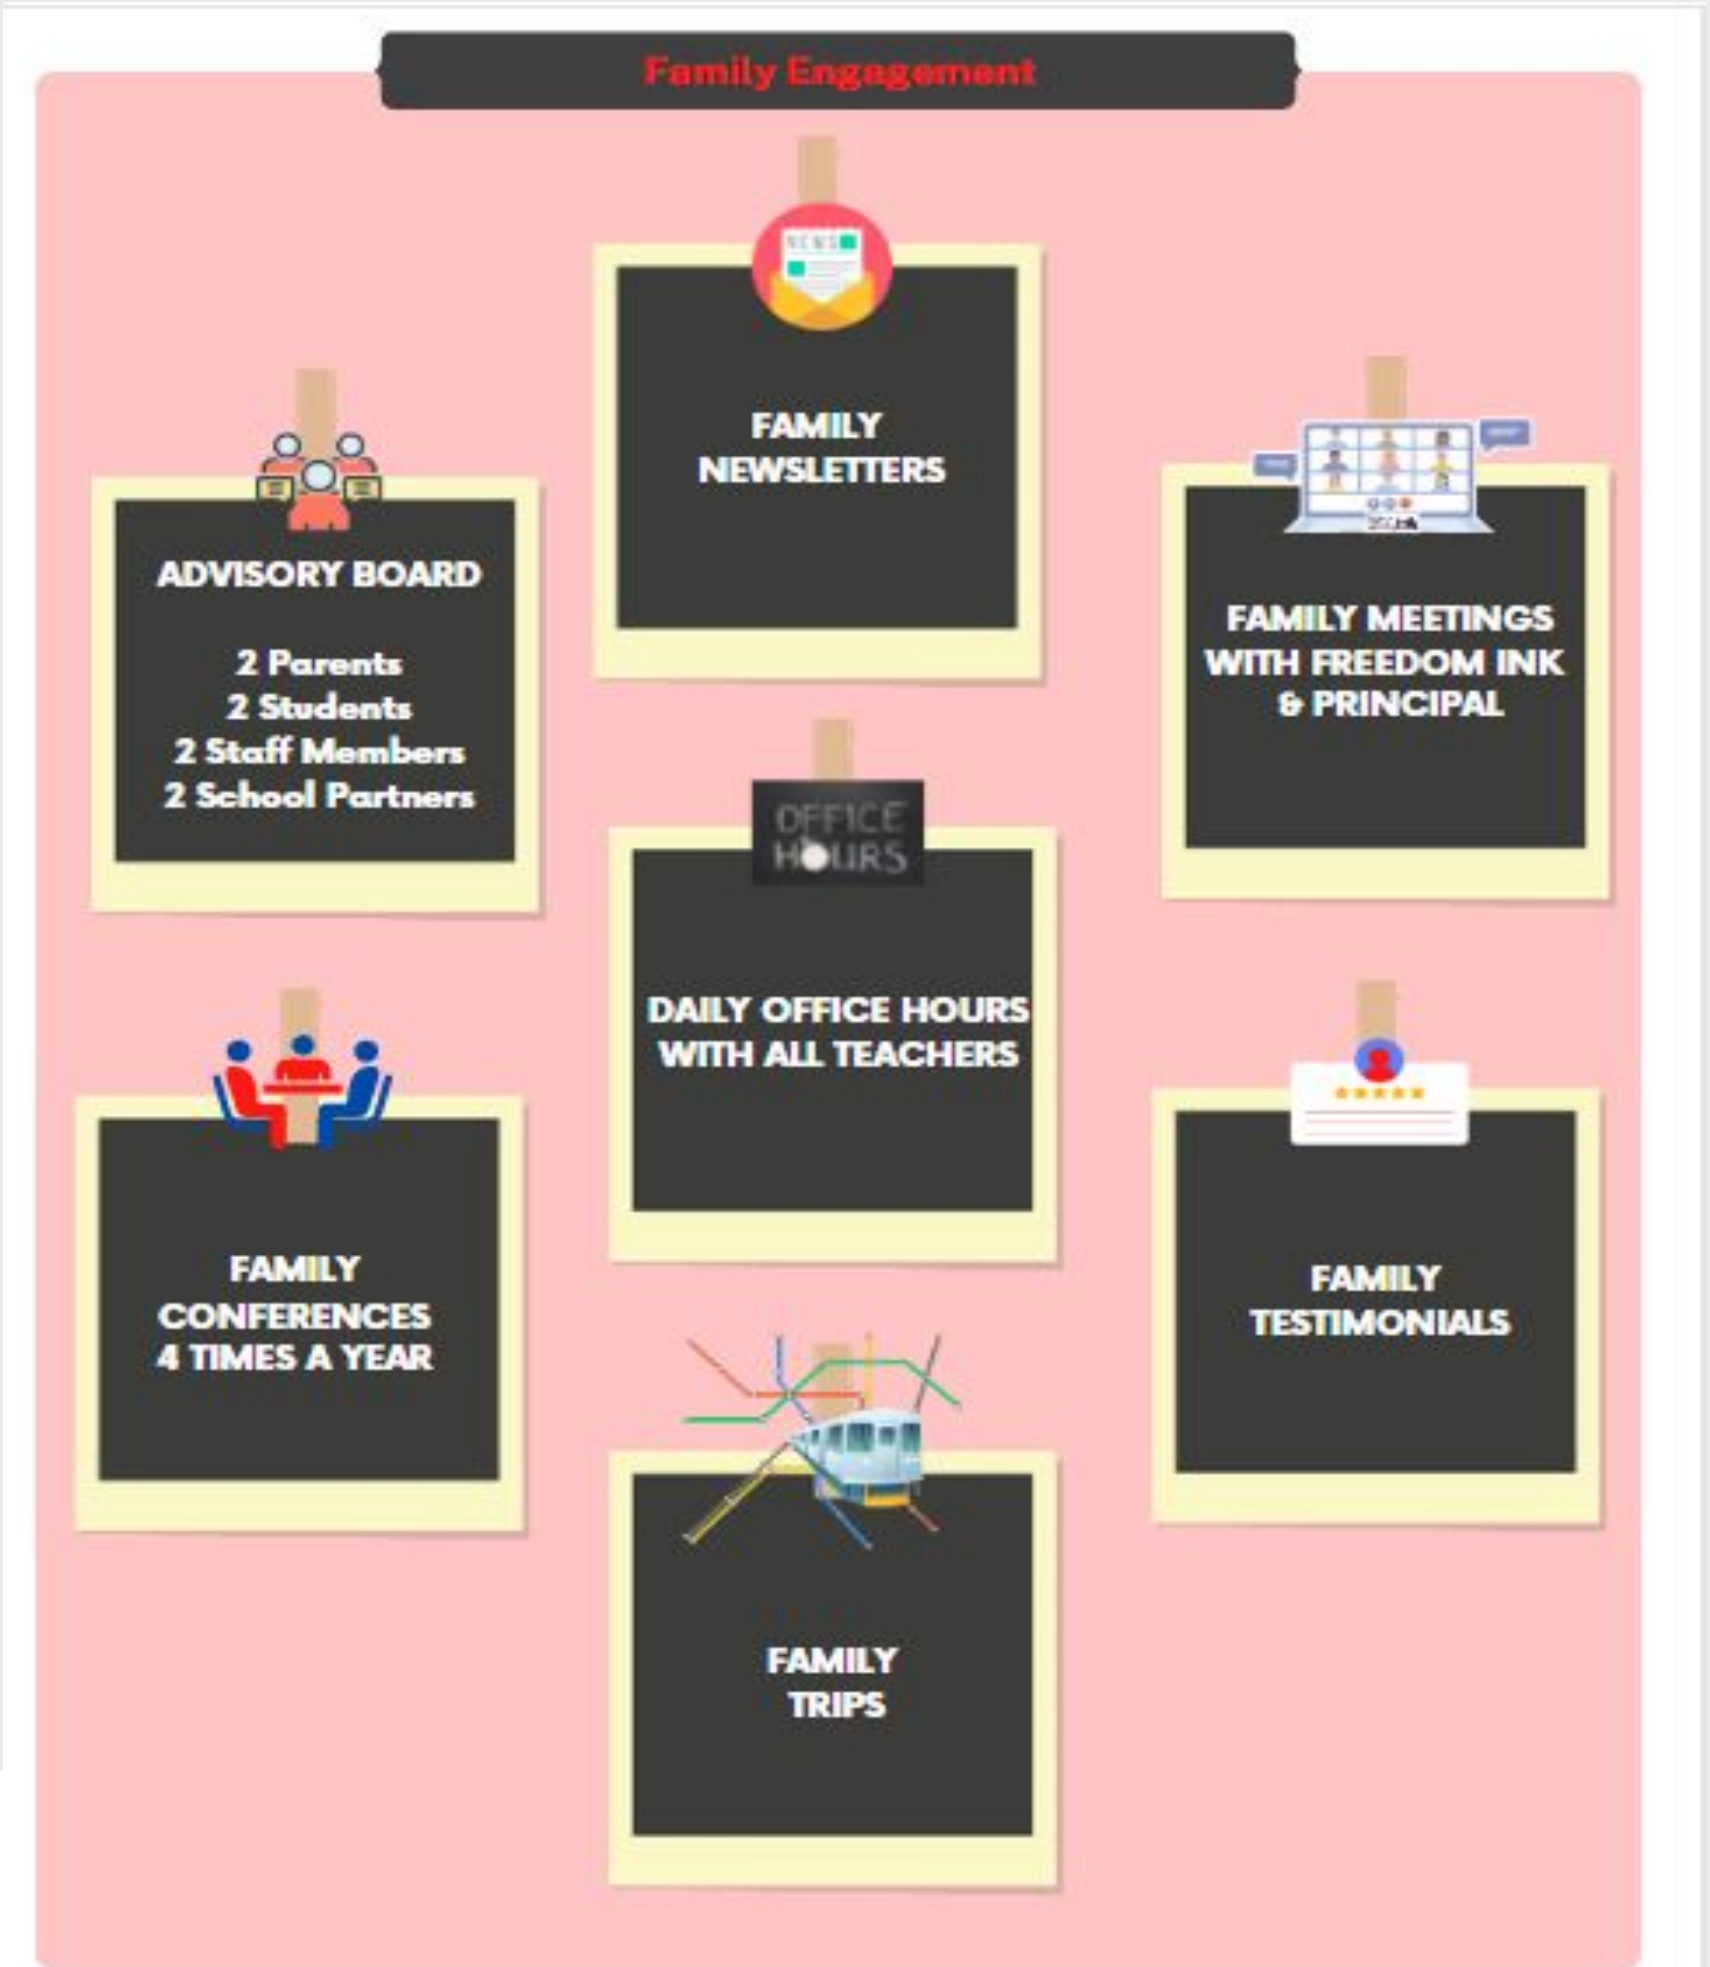 Family Engagement
NEWS
FAMILY
NEWSLETTERS
ADVISORY BOARD
2 Parents
2 Students
2 Staff Members
2 School Partners
FAMILY MEETINGS
WITH FREEDOM INK
& PRINCIPAL
OFFICE
HOURS
DAILY OFFICE HOURS
WITH ALL TEACHERS
FAMILY
CONFERENCES
4 TIMES A YEAR
FAMILY
TESTIMONIALS
FAMILY
TRIPS